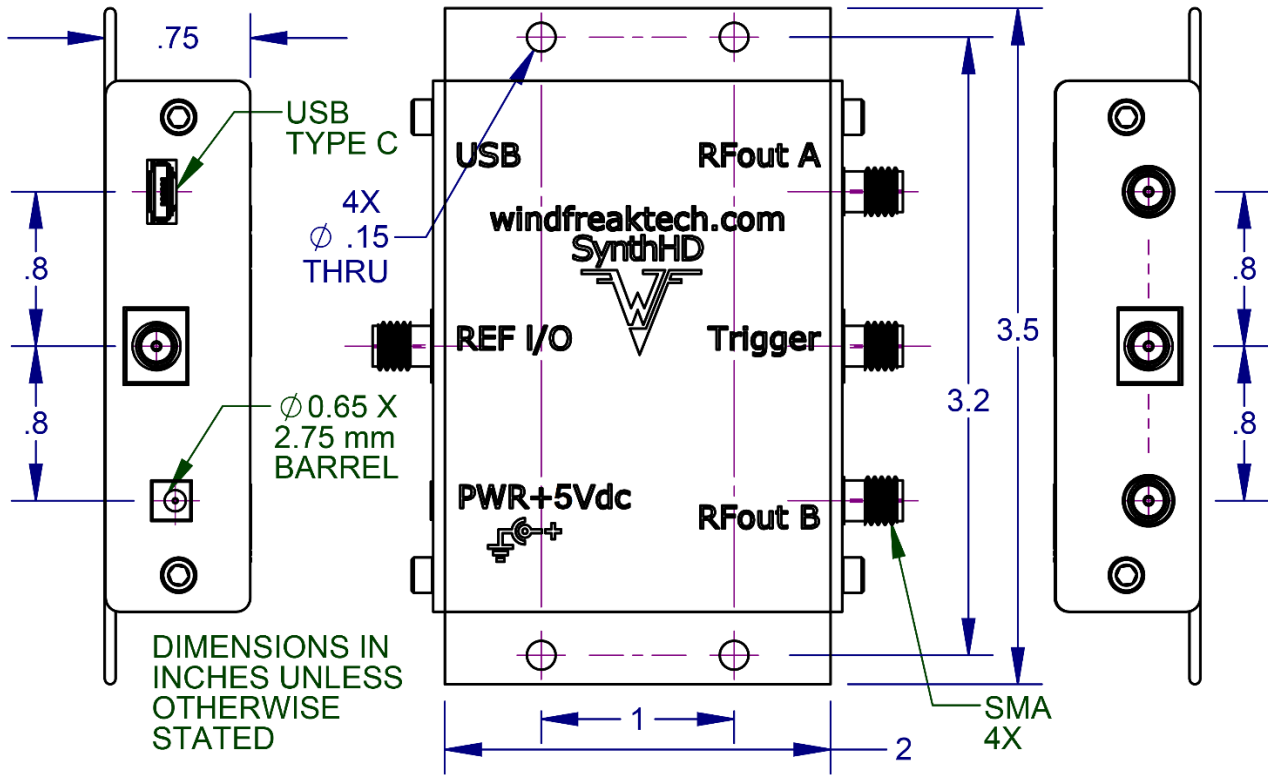 .75
USB
TYPE C
.8
.8
4X
∅ .15
THRU
∅ 0.65 X
2.75 mm
BARREL
DIMENSIONS IN
INCHES UNLESS
OTHERWISE
STATED
USB
RFout A
windfreaktech.com
SynthHD
REF I/O
Trigger
PWR+5Vdc
RFout B
3.2
3.5
1
2
SMA
4X
.8
.8